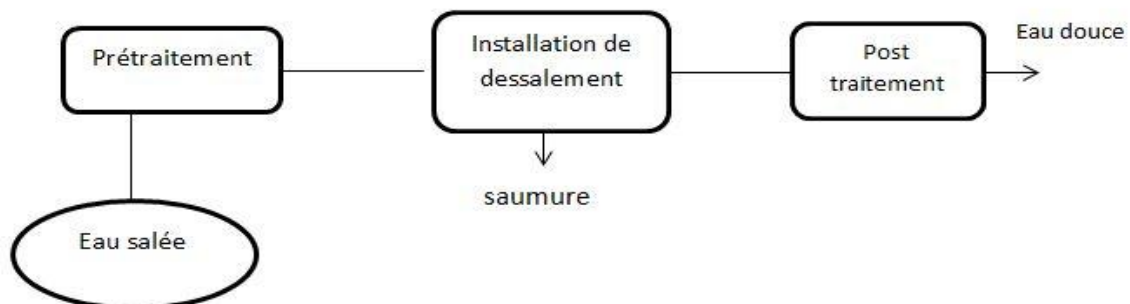 Prétraitement
Installation de
dessalement
Post
traitement
Eau douce
saumure
Eau salée